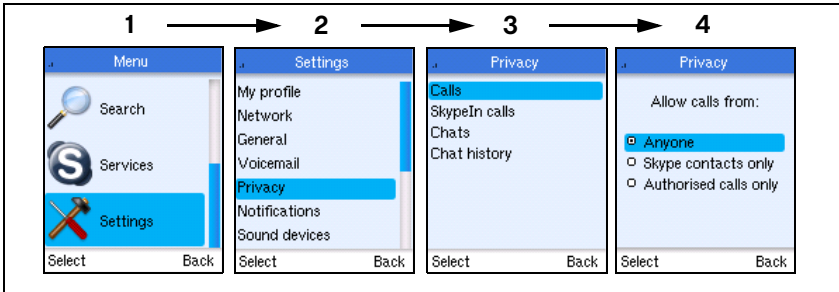 1 2 3 4
Menu
Search
Services
Settings
Select Back
Settings
My profile
Network
General
Voicemail
Privacy
Notifications
Sound devices
Select Back
Privacy
Calls
SkypeIn calls
Chats
Chat history
Select Back
Privacy
Allow calls from:
Anyone
Skype contacts only
Authorised calls only
Select Back